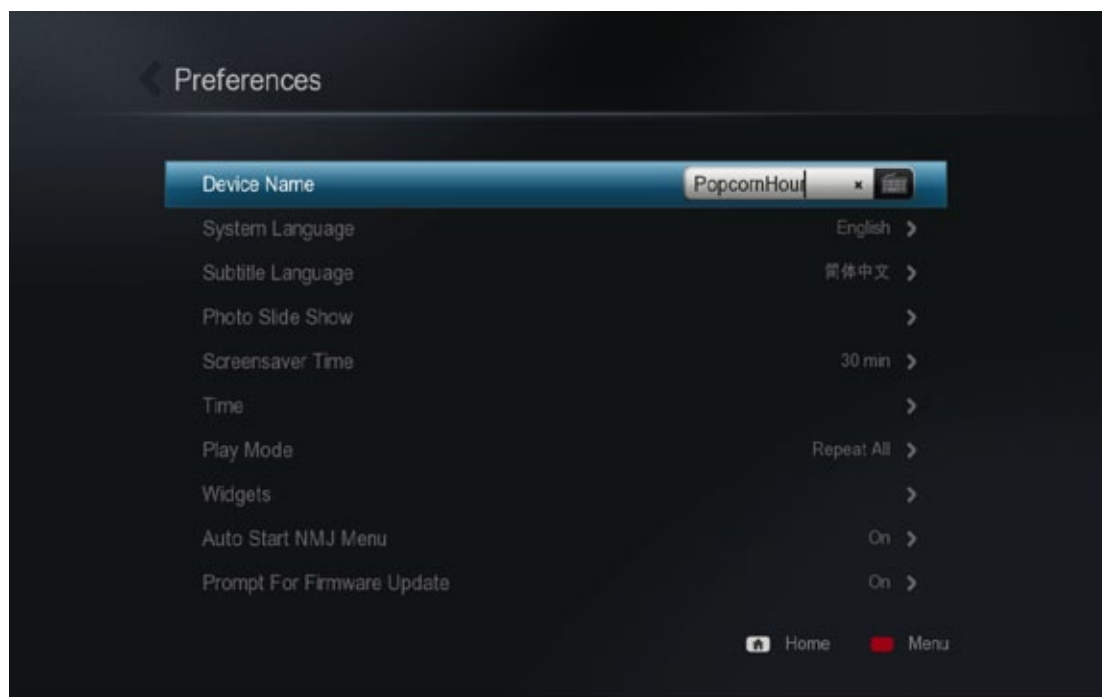 Preferences
Device Name PopcornHour
System Language English
Subtitle Language 简体中文
Photo Slide Show
Screensaver Time 30 min
Time
Play Mode Repeat All
Widgets
Auto Start NMJ Menu On
Prompt For Firmware Update On
Home Menu